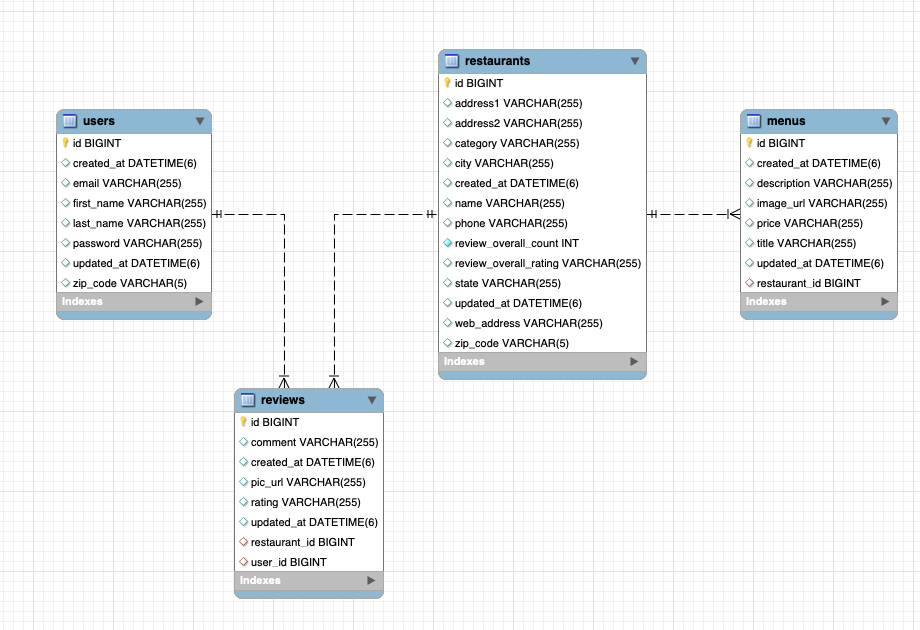 users
id BIGINT
created_at DATETIME(6)
email VARCHAR(255)
first_name VARCHAR(255)
last_name VARCHAR(255)
password VARCHAR(255)
updated_at DATETIME(6)
zip_code VARCHAR(5)
Indexes
restaurants
id BIGINT
address1 VARCHAR(255)
address2 VARCHAR(255)
category VARCHAR(255)
city VARCHAR(255)
created_at DATETIME(6)
name VARCHAR(255)
phone VARCHAR(255)
review_overall_count INT
review_overall_rating VARCHAR(255)
state VARCHAR(255)
updated_at DATETIME(6)
web_address VARCHAR(255)
zip_code VARCHAR(5)
Indexes
menus
id BIGINT
created_at DATETIME(6)
description VARCHAR(255)
image_url VARCHAR(255)
price VARCHAR(255)
title VARCHAR(255)
updated_at DATETIME(6)
restaurant_id BIGINT
Indexes
reviews
id BIGINT
comment VARCHAR(255)
created_at DATETIME(6)
pic_url VARCHAR(255)
rating VARCHAR(255)
updated_at DATETIME(6)
restaurant_id BIGINT
user_id BIGINT
Indexes